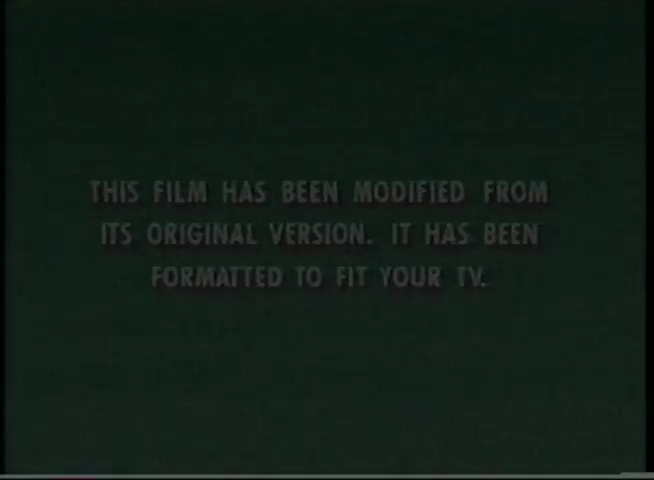 THIS FILM HAS BEEN MODIFIED FROM
ITS ORIGINAL VERSION. IT HAS BEEN
FORMATTED TO FIT YOUR TV.